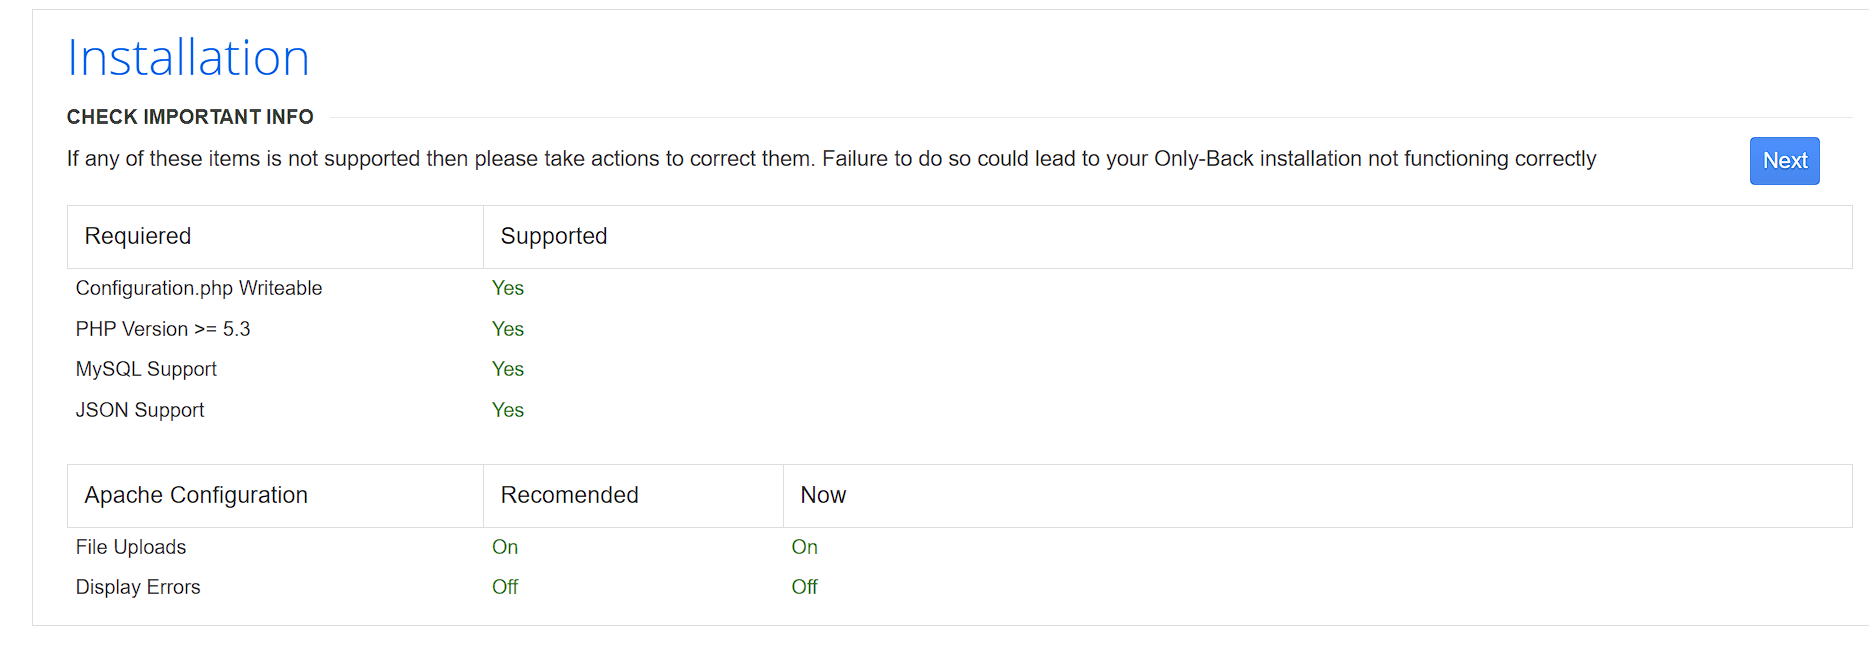 Installation
CHECK IMPORTANT INFO
If any of these items is not supported then please take actions to correct them. Failure to do so could lead to your Only-Back installation not functioning correctly
Next
Requiered Supported
Configuration.php Writeable Yes
PHP Version >= 5.3 Yes
MySQL Support Yes
JSON Support Yes
Apache Configuration Recomended Now
File Uploads On On
Display Errors Off Off